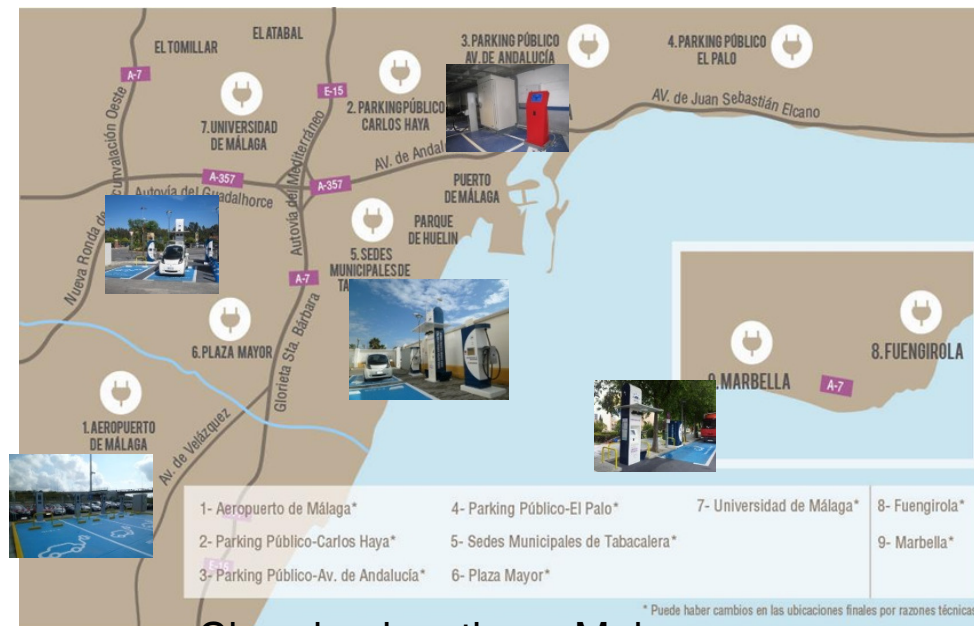 EL TOMILLAR
EL ATABAL
3. PARKING PÚBLICO
AV. DE ANDALUCÍA
4. PARKING PÚBLICO
EL PALO
A-7
E-15
2. PARKING PÚBLICO
CARLOS HAYA
AV. de Juan Sebastián Elcano
7. UNIVERSIDAD
DE MÁLAGA
Nueva Ronda de
cunvalación Oeste
Autovía del Mediterráneo
AV. de Andal
A-357
A-357
Autovía del Guadalhorce
PUERTO
DE MÁLAGA
PARQUE
DE HUELIN
5. SEDES
MUNICIPALES DE
TA
A-7
Glorieta Sta. Bárbara
6. PLAZA MAYOR
8. FUENGIROLA
9. MARBELLA
A-7
1. AEROPUERTO
DE MÁLAGA
Av. de Velázquez
1- Aeropuerto de Málaga*
2- Parking Público-Carlos Haya*
3- Parking Público-Av. de Andalucía*
4- Parking Público-El Palo*
5- Sedes Municipales de Tabacalera*
6- Plaza Mayor*
7- Universidad de Málaga*
8- Fuengirola*
9- Marbella*
E-15
* Puede haber cambios en las ubicaciones finales por razones técnicas